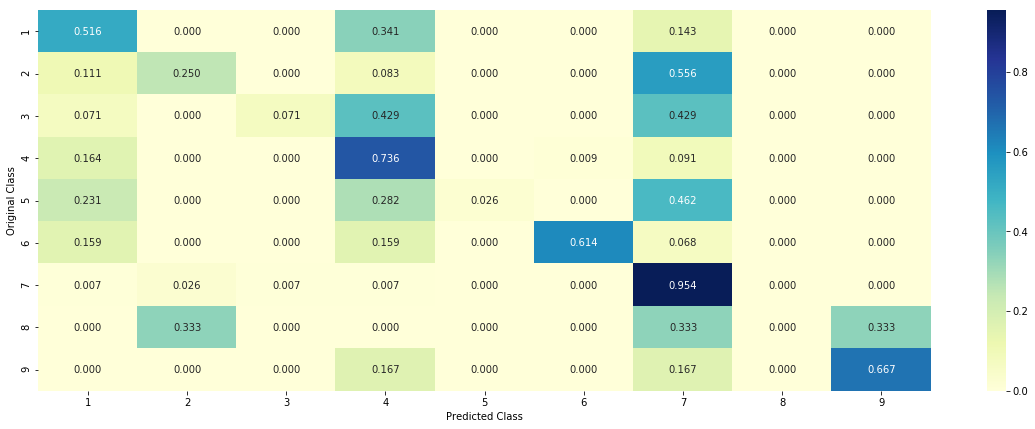 1 0.516 0.000 0.000 0.341 0.000 0.000 0.143 0.000 0.000
2 0.111 0.250 0.000 0.083 0.000 0.000 0.556 0.000 0.000
3 0.071 0.000 0.071 0.429 0.000 0.000 0.429 0.000 0.000
4 0.164 0.000 0.000 0.736 0.000 0.009 0.091 0.000 0.000
5 0.231 0.000 0.000 0.282 0.026 0.000 0.462 0.000 0.000
6 0.159 0.000 0.000 0.159 0.000 0.614 0.068 0.000 0.000
7 0.007 0.026 0.007 0.007 0.000 0.000 0.954 0.000 0.000
8 0.000 0.333 0.000 0.000 0.000 0.000 0.333 0.000 0.333
9 0.000 0.000 0.000 0.167 0.000 0.000 0.167 0.000 0.667
1 2 3 4 5 6 7 8 9
Predicted Class
Original Class
0.8
0.6
0.4
0.2
0.0